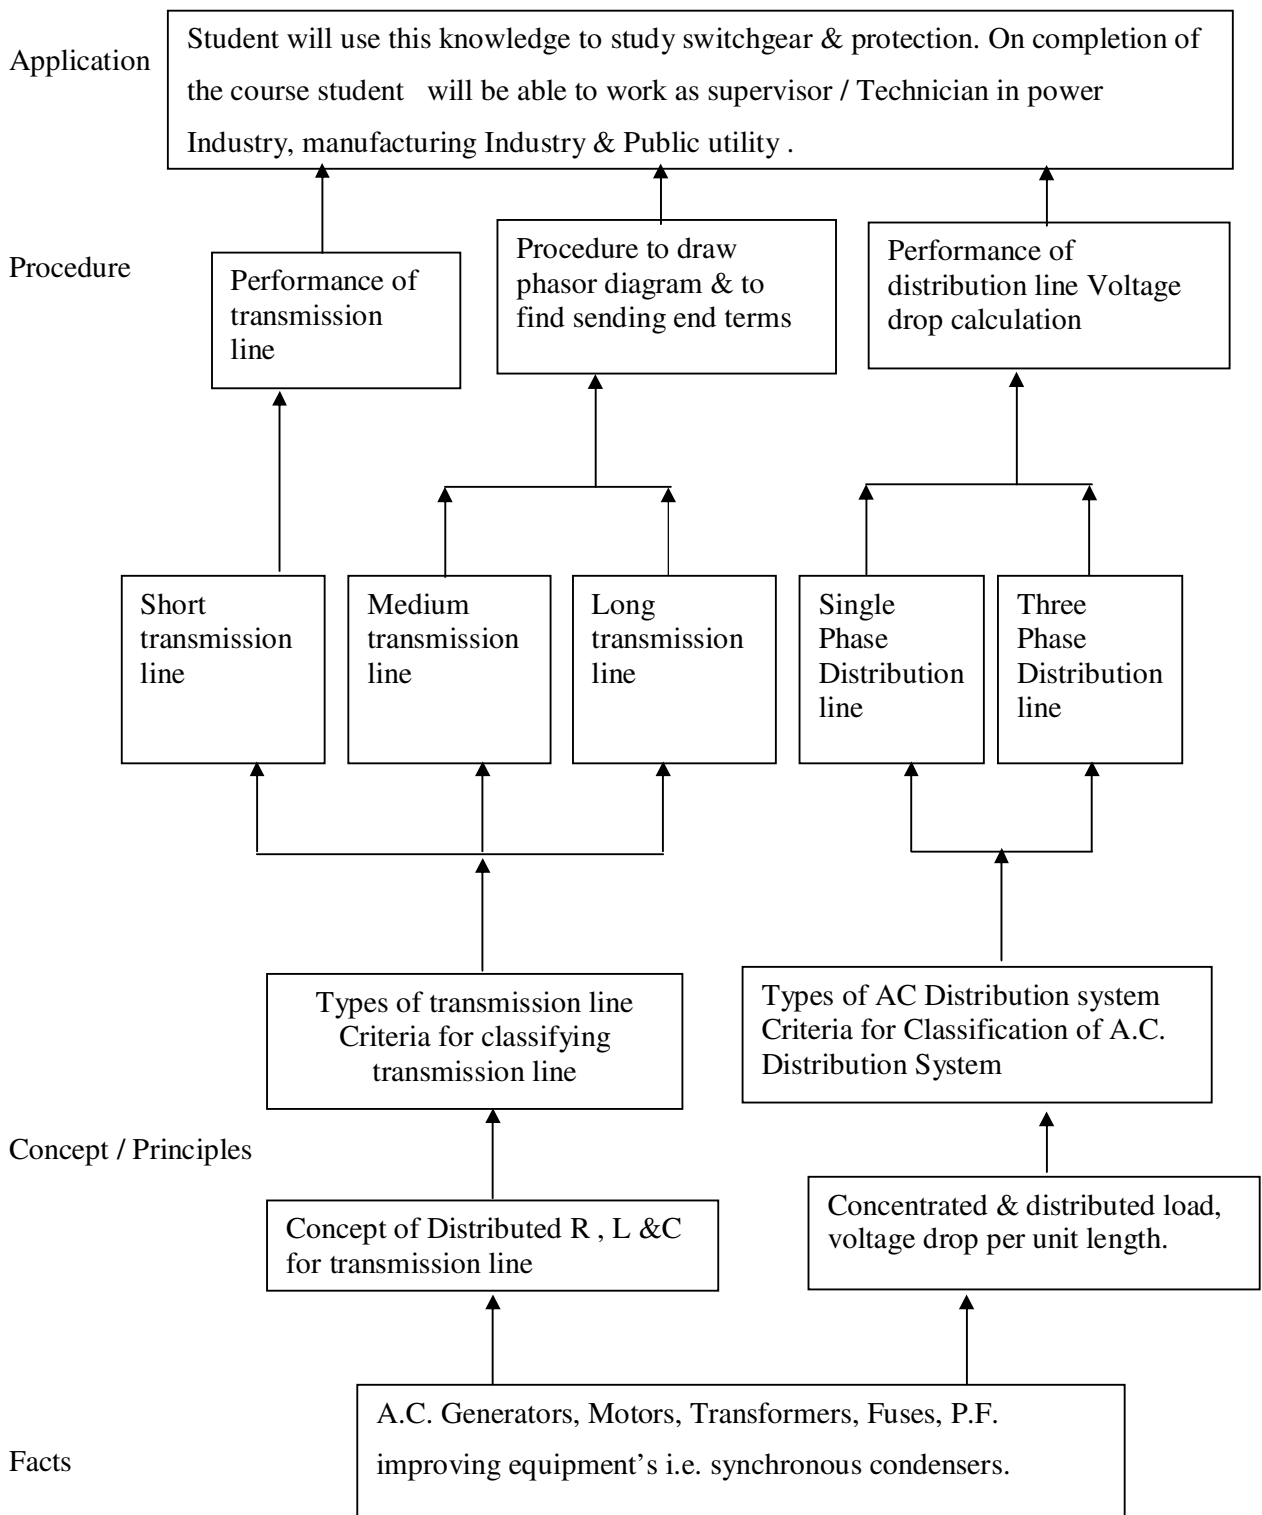 Application
Student will use this knowledge to study switchgear & protection. On completion of
the course student will be able to work as supervisor / Technician in power
Industry, manufacturing Industry & Public utility .
Procedure
Performance of
transmission
line
Procedure to draw
phasor diagram & to
find sending end terms
Performance of
distribution line Voltage
drop calculation
Short
transmission
line
Medium
transmission
line
Long
transmission
line
Single
Phase
Distribution
line
Three
Phase
Distribution
line
Types of transmission line
Criteria for classifying
transmission line
Types of AC Distribution system
Criteria for Classification of A.C.
Distribution System
Concept / Principles
Concept of Distributed R , L &C
for transmission line
Concentrated & distributed load,
voltage drop per unit length.
Facts
A.C. Generators, Motors, Transformers, Fuses, P.F.
improving equipment’s i.e. synchronous condensers.